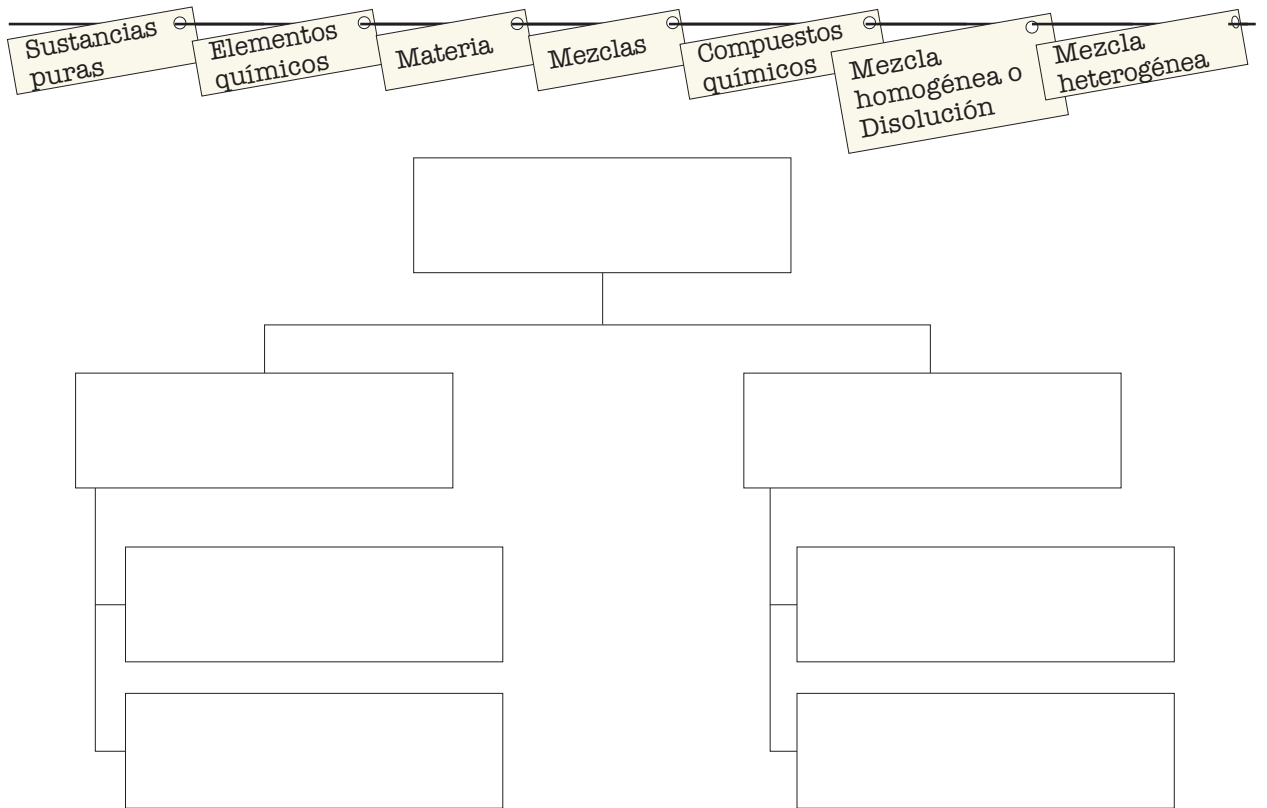 Sustancias
puras
Elementos
químicos
Materia
Mezclas
Compuestos
químicos
Mezcla
homogénea o
Disolución
Mezcla
heterogénea